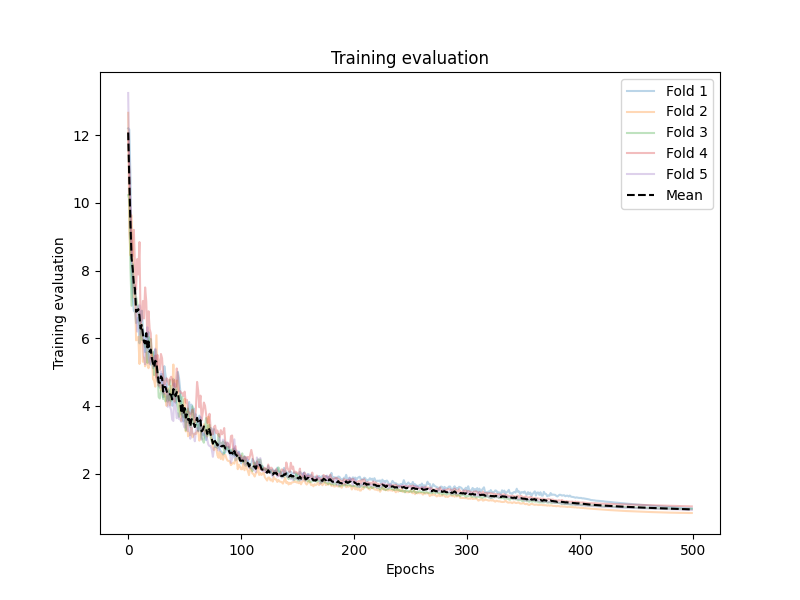 Training evaluation
Fold 1
Fold 2
Fold 3
Fold 4
Fold 5
Mean
Training evaluation
12
10
8
6
4
2
0
100
200
300
400
500
Epochs